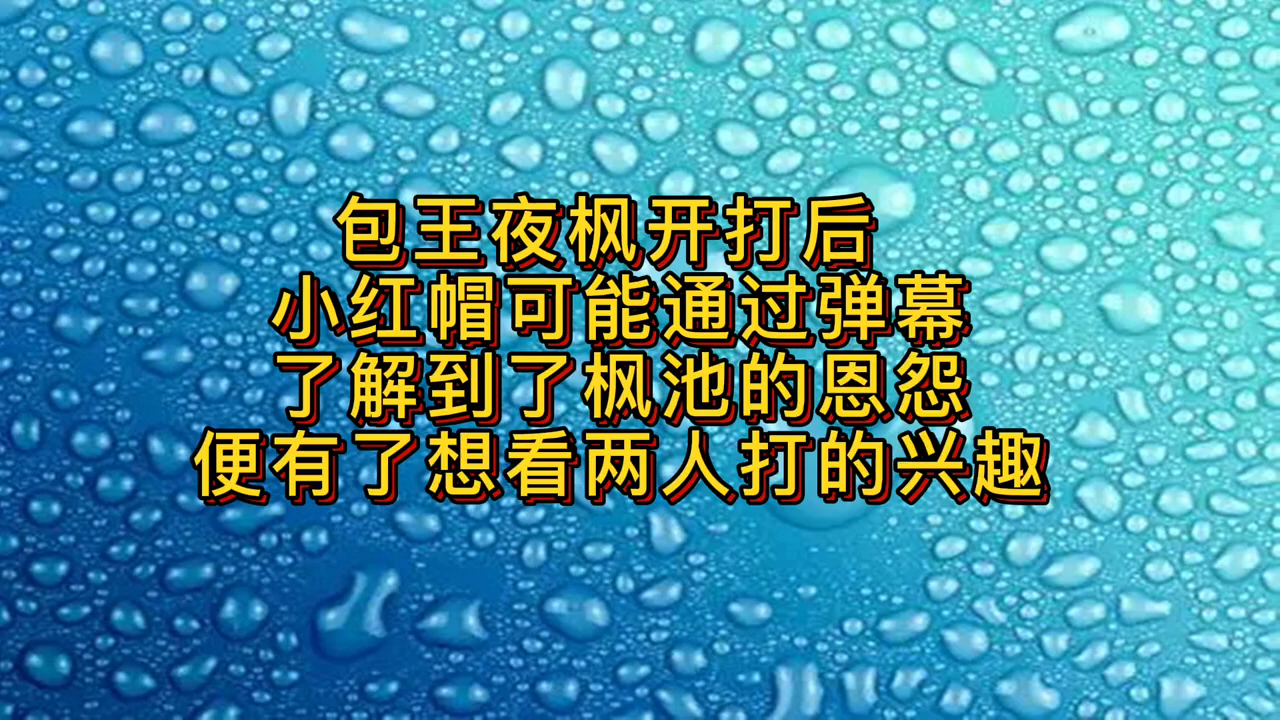 包王夜枫开打后
小红帽可能通过弹幕
了解到了枫池的恩怨
便有了想看两人打的兴趣